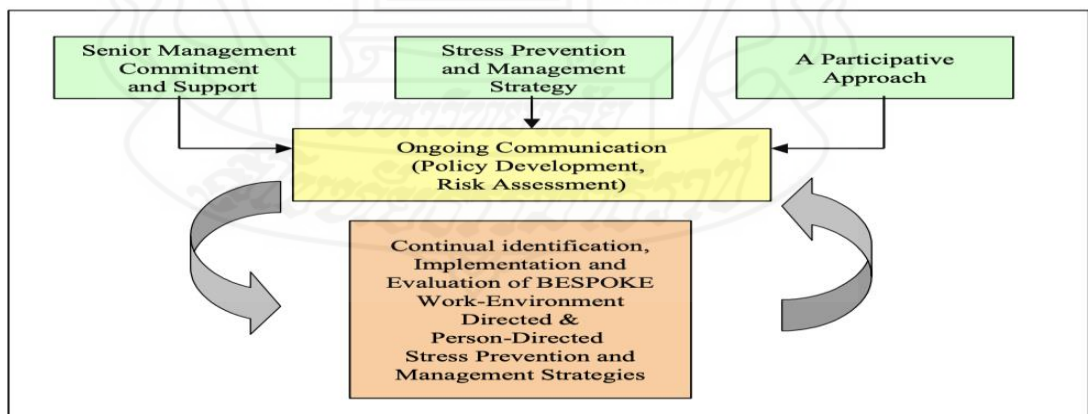 Senior Management
Commitment
and Support
Stress Prevention
and Management
Strategy
A Participative
Approach
Ongoing Communication
(Policy Development,
Risk Assessment)
Continual identification,
Implementation and
Evaluation of BESPOKE
Work-Environment
Directed &
Person-Directed
Stress Prevention and
Management Strategies